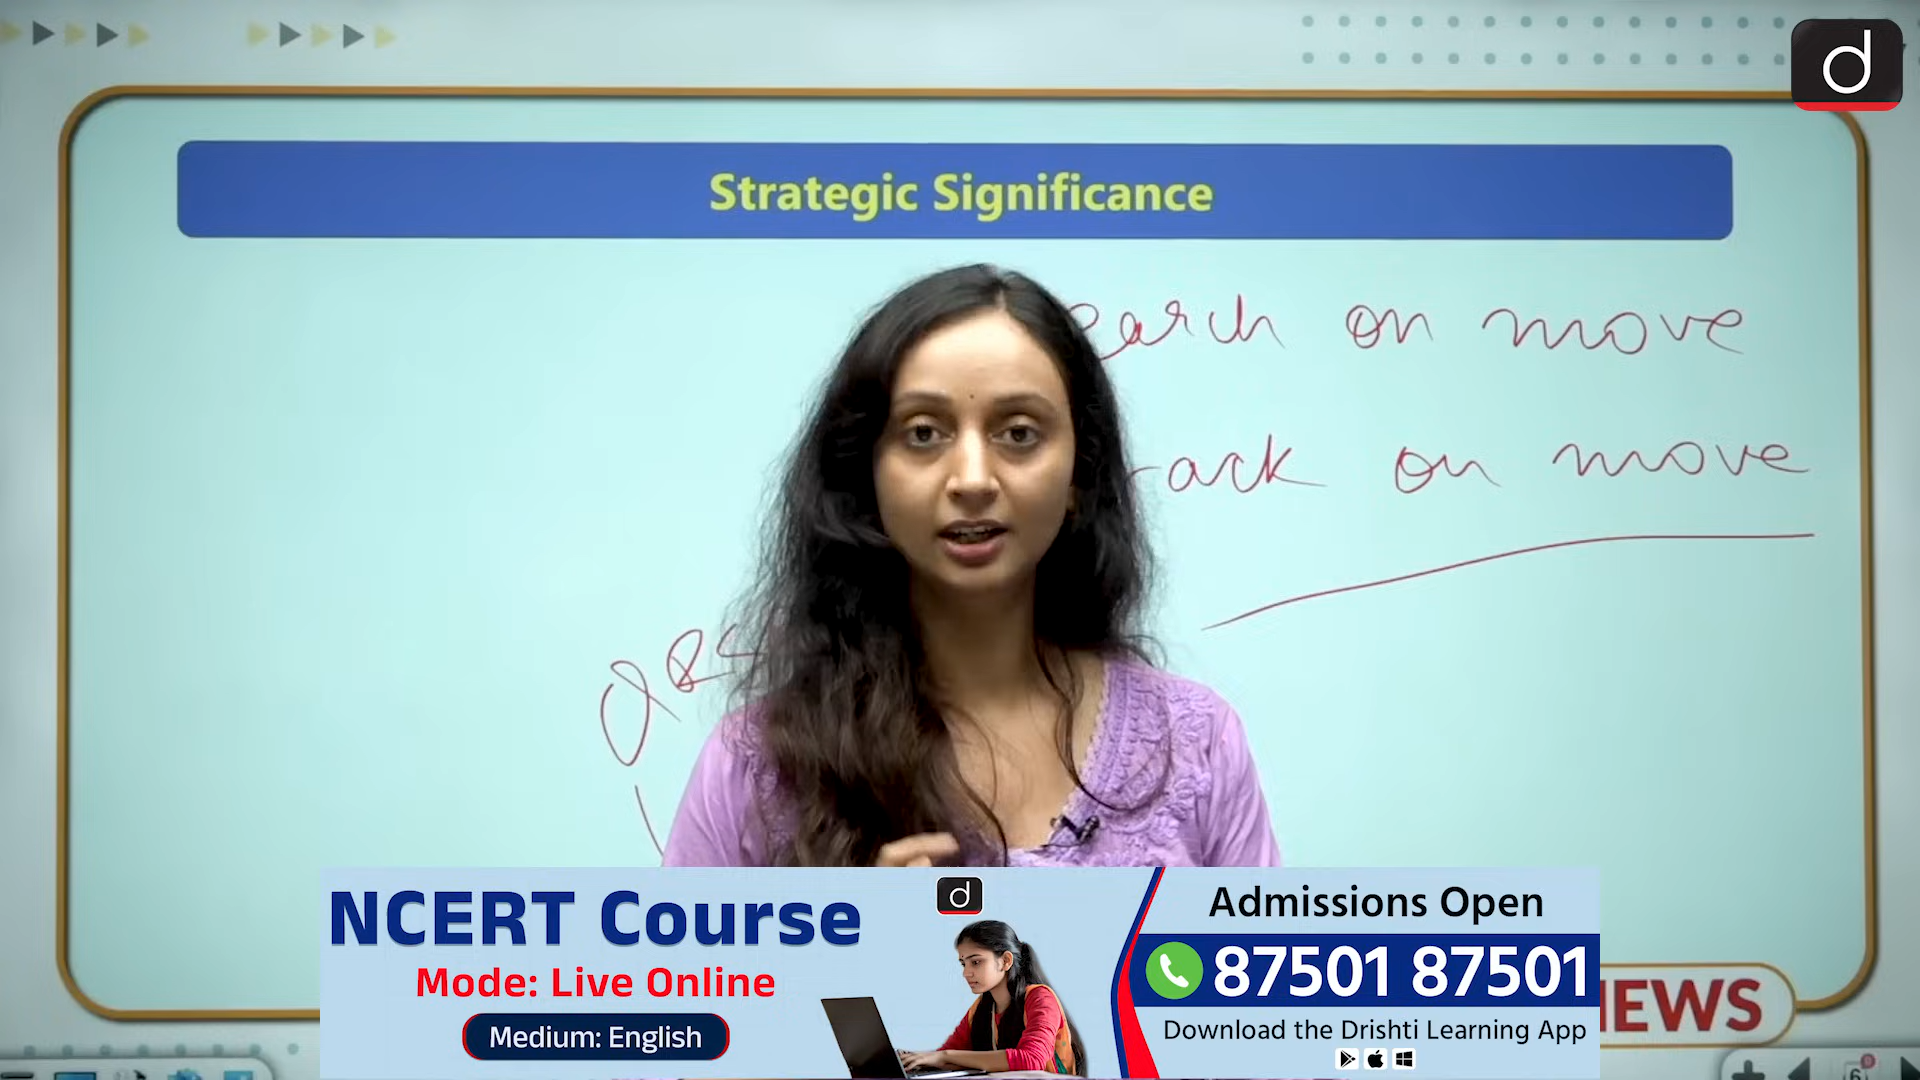 d
Strategic Significance
on move
on move
d
NCERT Course
Mode: Live Online
Medium: English
Admissions Open
87501 87501
Download the Drishti Learning App
NEWS